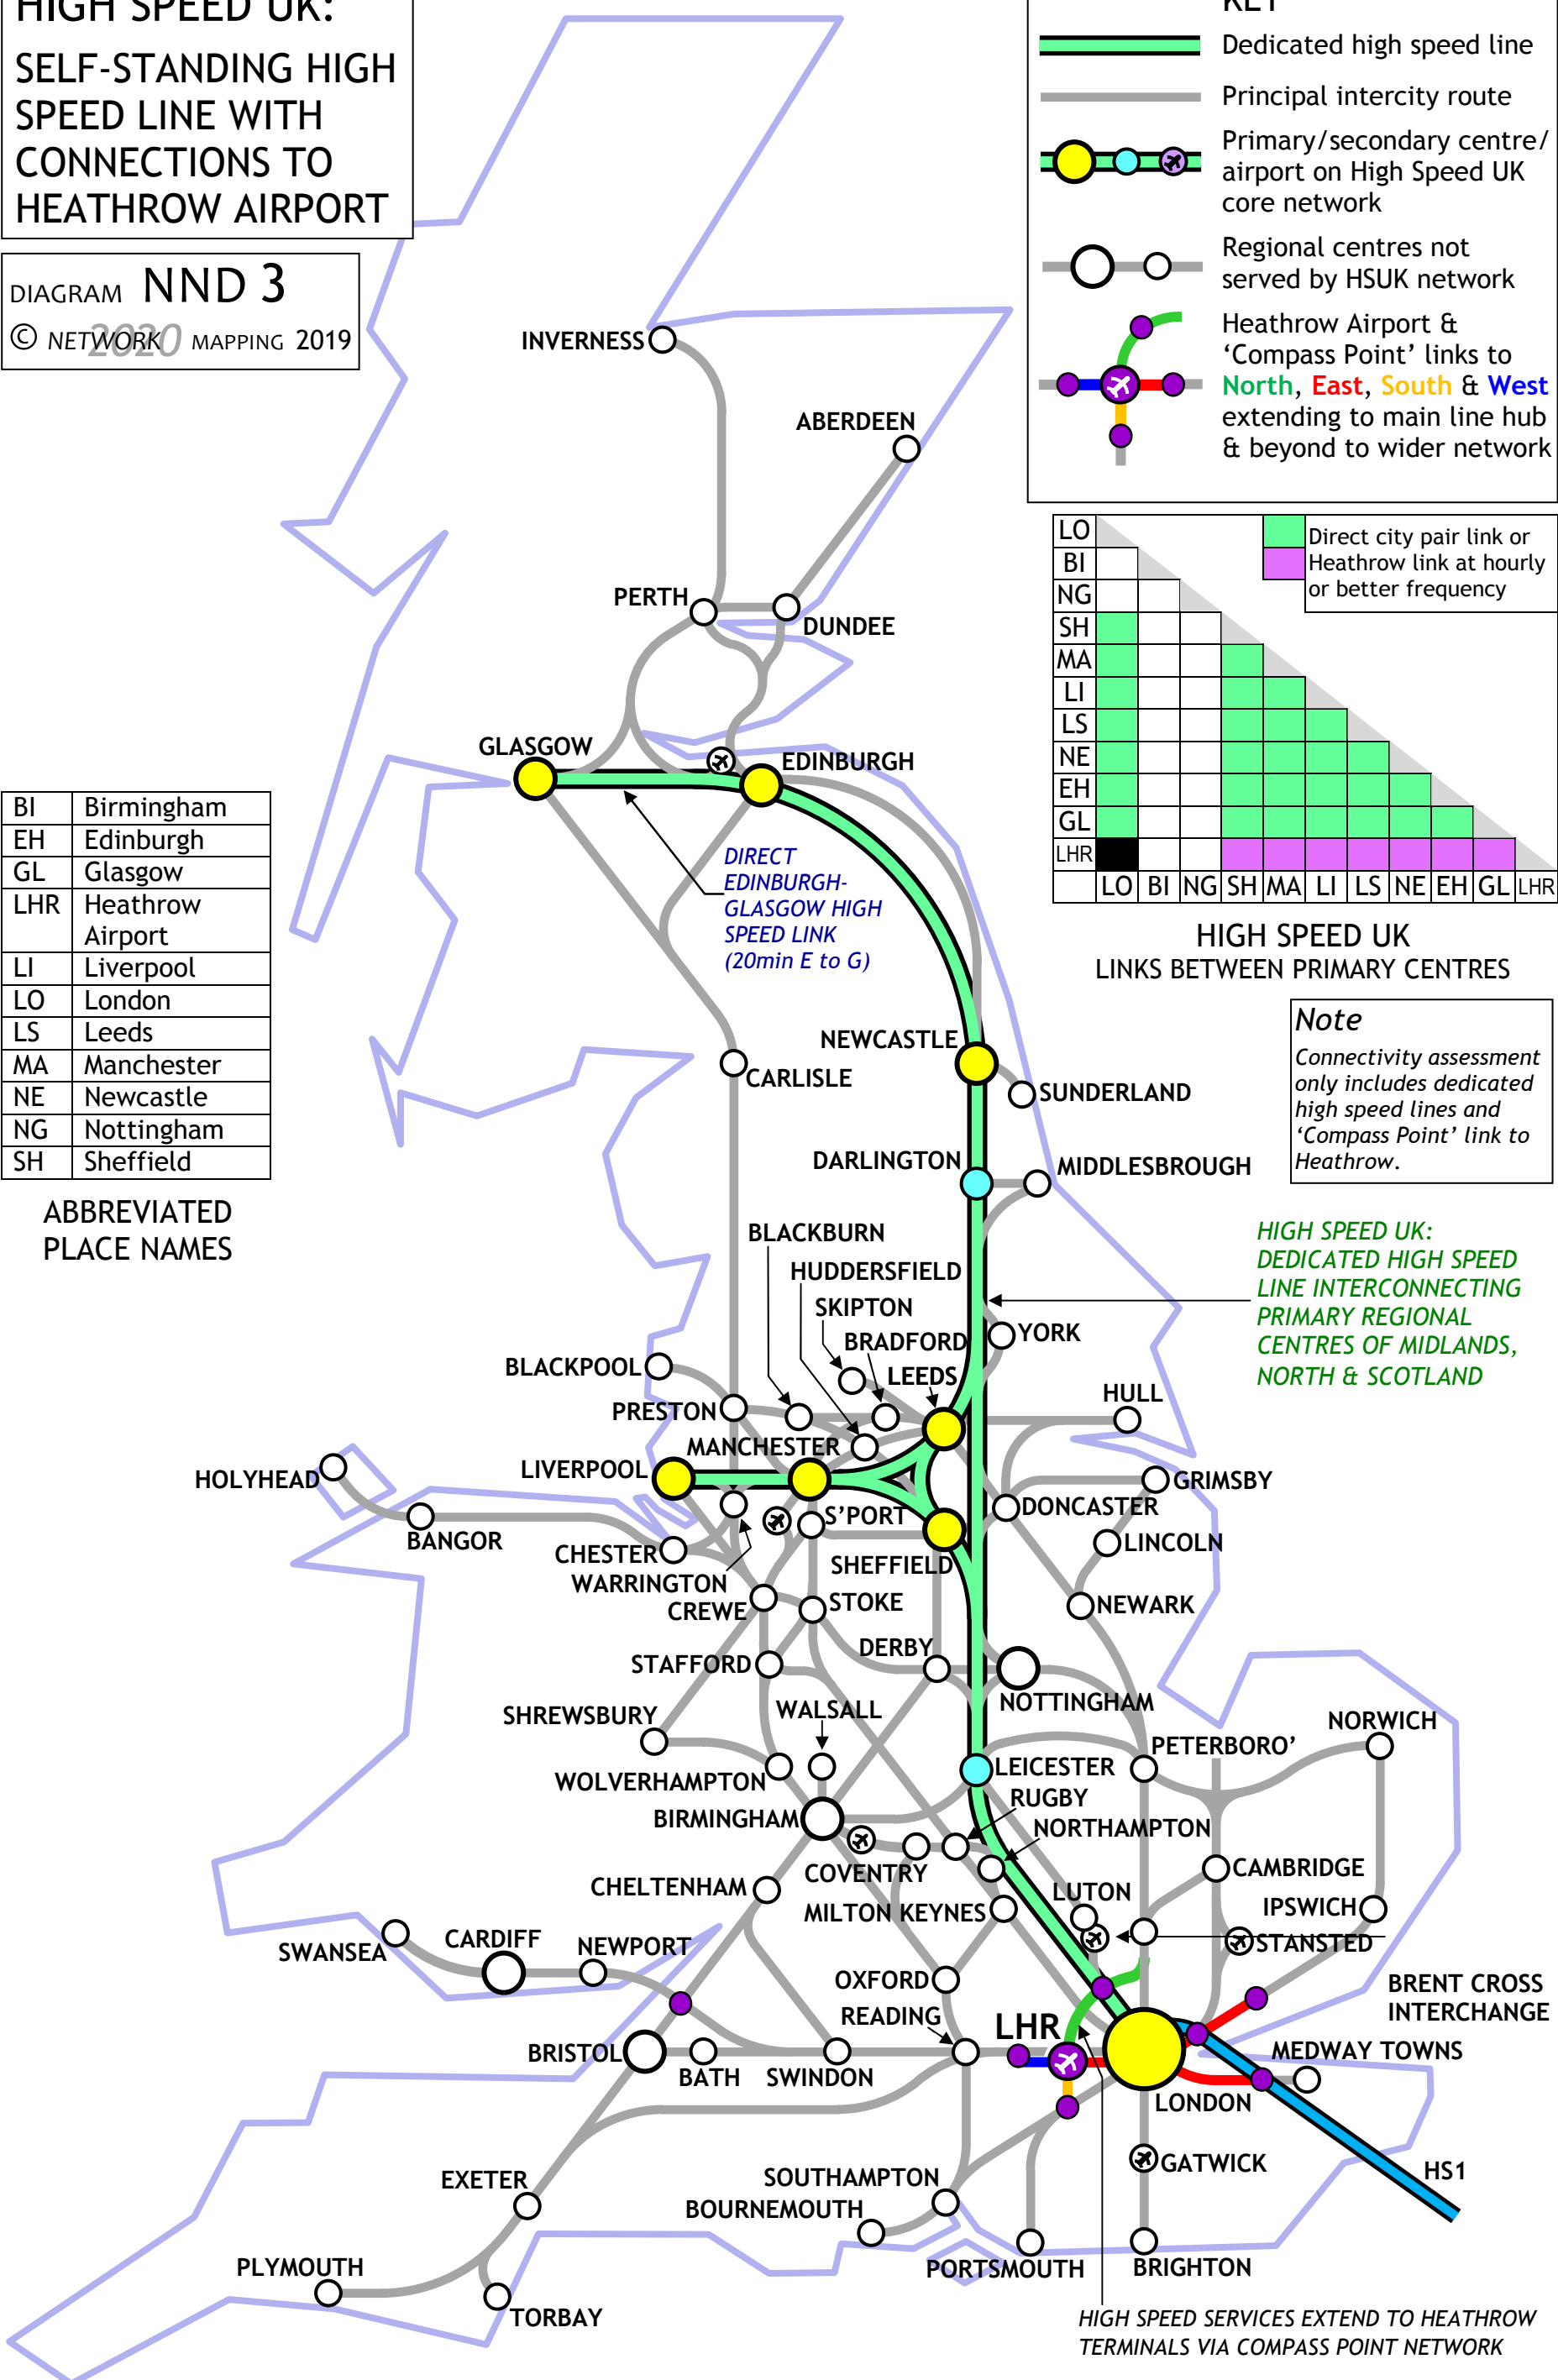 HIGH SPEED UK:
SELF-STANDING HIGH
SPEED LINE WITH
CONNECTIONS TO
HEATHROW AIRPORT
DIAGRAM NND 3
© NETWORK2020 MAPPING 2019
KEY
Dedicated high speed line
Principal intercity route
Primary/secondary centre/
airport on High Speed UK
core network
Regional centres not
served by HSUK network
Heathrow Airport &
‘Compass Point’ links to
North, East, South & West
extending to main line hub
& beyond to wider network
LO
BI
NG
SH
MA
LI
LS
NE
EH
GL
LHR
LO BI NG SH MA LI LS NE EH GL LHR
Direct city pair link or
Heathrow link at hourly
or better frequency
HIGH SPEED UK
LINKS BETWEEN PRIMARY CENTRES
Note
Connectivity assessment
only includes dedicated
high speed lines and
‘Compass Point’ link to
Heathrow.
BI Birmingham
EH Edinburgh
GL Glasgow
LHR Heathrow
Airport
LI Liverpool
LO London
LS Leeds
MA Manchester
NE Newcastle
NG Nottingham
SH Sheffield
ABBREVIATED
PLACE NAMES
INVERNESS
ABERDEEN
PERTH
DUNDEE
GLASGOW
EDINBURGH
DIRECT
EDINBURGH-
GLASGOW HIGH
SPEED LINK
(20min E to G)
NEWCASTLE
CARLISLE
SUNDERLAND
DARLINGTON
MIDDLESBROUGH
HIGH SPEED UK:
DEDICATED HIGH SPEED
LINE INTERCONNECTING
PRIMARY REGIONAL
CENTRES OF MIDLANDS,
NORTH & SCOTLAND
BLACKBURN
HUDDERSFIELD
SKIPTON
BRADFORD
LEEDS
YORK
BLACKPOOL
PRESTON
HULL
MANCHESTER
LIVERPOOL
HOLYHEAD
GRIMSBY
BANGOR
S’PORT
DONCASTER
LINCOLN
CHESTER
WARRINGTON
SHEFFIELD
CREWE
STOKE
NEWARK
DERBY
STAFFORD
NOTTINGHAM
SHREWSBURY
WALSALL
NORWICH
PETERBORO’
WOLVERHAMPTON
LEICESTER
RUGBY
BIRMINGHAM
NORTHAMPTON
COVENTRY
CAMBRIDGE
CHELTENHAM
LUTON
MILTON KEYNES
IPSWICH
SWANSEA
CARDIFF
NEWPORT
STANSTED
OXFORD
BRENT CROSS
INTERCHANGE
READING
LHR
BRISTOL
BATH
SWINDON
MEDWAY TOWNS
LONDON
GATWICK
HS1
EXETER
SOUTHAMPTON
BOURNEMOUTH
PLYMOUTH
PORTSMOUTH
BRIGHTON
TORBAY
HIGH SPEED SERVICES EXTEND TO HEATHROW
TERMINALS VIA COMPASS POINT NETWORK